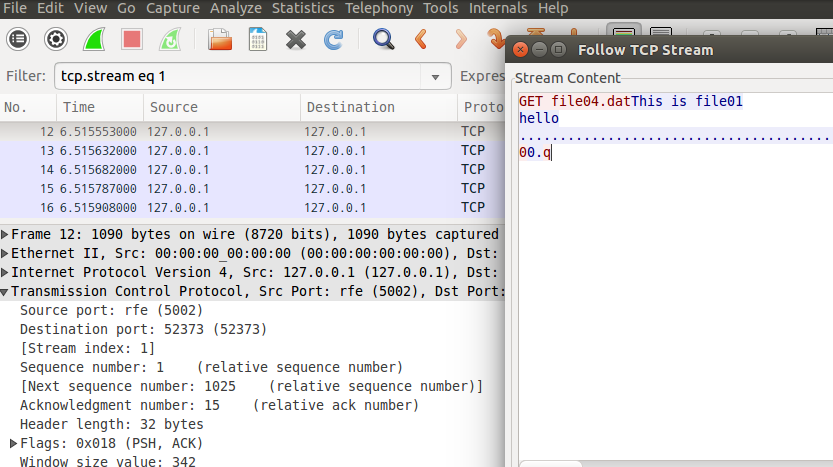 File Edit View Go Capture Analyze Statistics Telephony Tools Internals Help
Filter: tcp.stream eq 1 Expres
No. Time Source Destination Proto
12 6.515553000 127.0.0.1 127.0.0.1 TCP
13 6.515632000 127.0.0.1 127.0.0.1 TCP
14 6.515682000 127.0.0.1 127.0.0.1 TCP
15 6.515787000 127.0.0.1 127.0.0.1 TCP
16 6.515908000 127.0.0.1 127.0.0.1 TCP
Frame 12: 1090 bytes on wire (8720 bits), 1090 bytes captured
Ethernet II, Src: 00:00:00_00:00:00 (00:00:00:00:00:00), Dst:
Internet Protocol Version 4, Src: 127.0.0.1 (127.0.0.1), Dst:
Transmission Control Protocol, Src Port: rfe (5002), Dst Port:
Source port: rfe (5002)
Destination port: 52373 (52373)
[Stream index: 1]
Sequence number: 1 (relative sequence number)
[Next sequence number: 1025 (relative sequence number)]
Acknowledgment number: 15 (relative ack number)
Header length: 32 bytes
Flags: 0x018 (PSH, ACK)
Window size value: 342
Follow TCP Stream
Stream Content
GET file04.datThis is file01
hello
.......................................
00.q